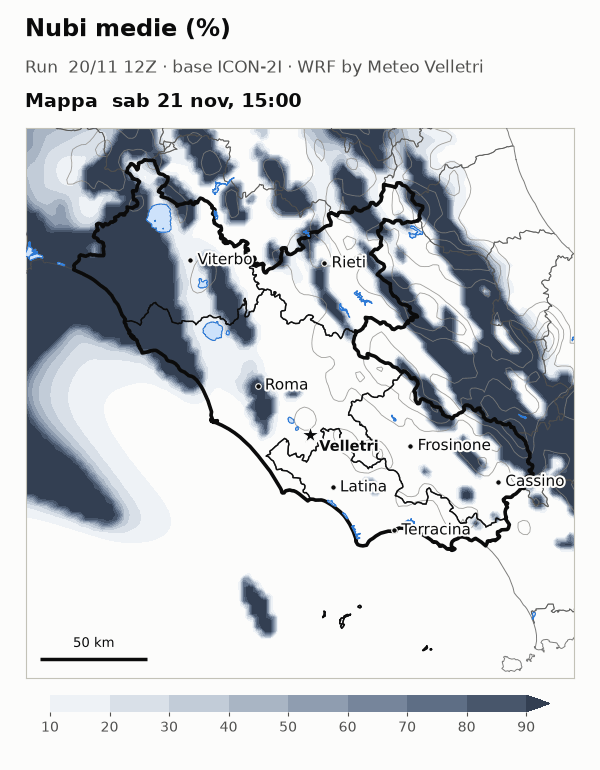 Nubi medie (%)
Run  20/11 12Z · base ICON-2I · WRF by Meteo Velletri
Mappa  sab 21 nov, 15:00
Viterbo
Rieti
Roma
Velletri
Frosinone
Cassino
Latina
Terracina
50 km
10 20 30 40 50 60 70 80 90